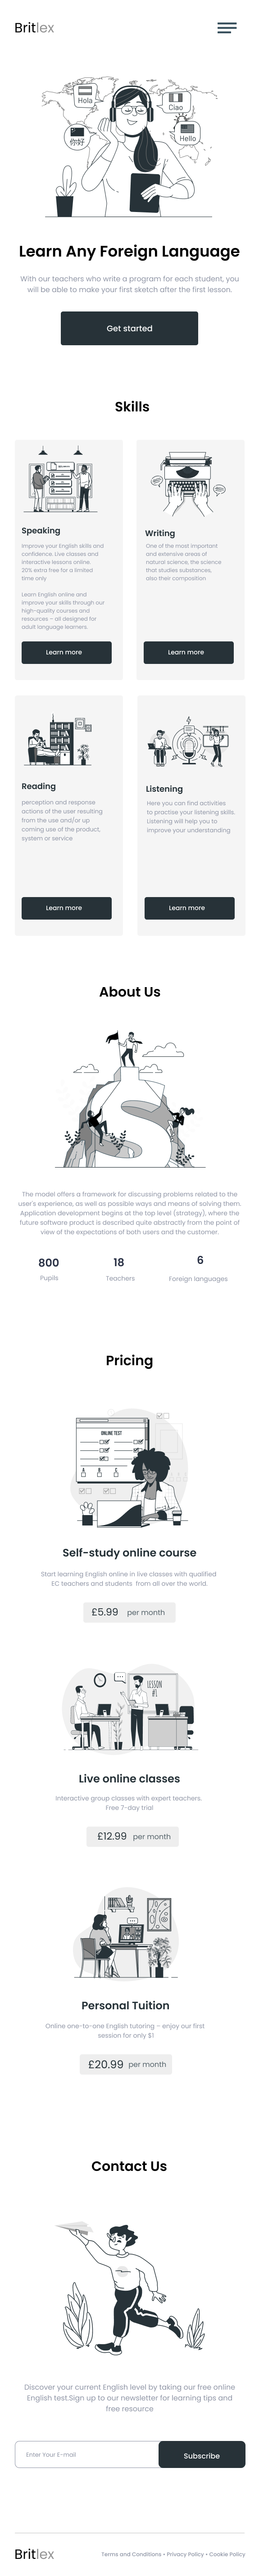 Britlex
Hola
Ciao
你好
Hello
Learn Any Foreign Language
With our teachers who write a program for each student, you
will be able to make your first sketch after the first lesson.
Get started
Skills
Speaking
Improve your English skills and
confidence. Live classes and
interactive lessons online.
20% extra free for a limited
time only
Learn English online and
improve your skills through our
high-quality courses and
resources – all designed for
adult language learners.
Learn more
Writing
One of the most important
and extensive areas of
natural science, the science
that studies substances,
also their composition
Learn more
Reading
perception and response
actions of the user resulting
from the use and/or up
coming use of the product,
system or service
Learn more
Listening
Here you can find activities
to practise your listening skills.
Listening will help you to
improve your understanding
Learn more
About Us
The model offers a framework for discussing problems related to the
user's experience, as well as possible ways and means of solving them.
Application development begins at the top level (strategy), where the
future software product is described quite abstractly from the point of
view of the expectations of both users and the customer.
800
Pupils
18
Teachers
6
Foreign languages
Pricing
ONLINE TEST
Self-study online course
Start learning English online in live classes with qualified
EC teachers and students from all over the world.
£5.99 per month
LESSON
#1
Live online classes
Interactive group classes with expert teachers.
Free 7-day trial
£12.99 per month
Personal Tuition
Online one-to-one English tutoring – enjoy our first
session for only $1
£20.99 per month
Contact Us
Discover your current English level by taking our free online
English test.Sign up to our newsletter for learning tips and
free resource
Enter Your E-mail
Subscribe
Britlex
Terms and Conditions • Privacy Policy • Cookie Policy